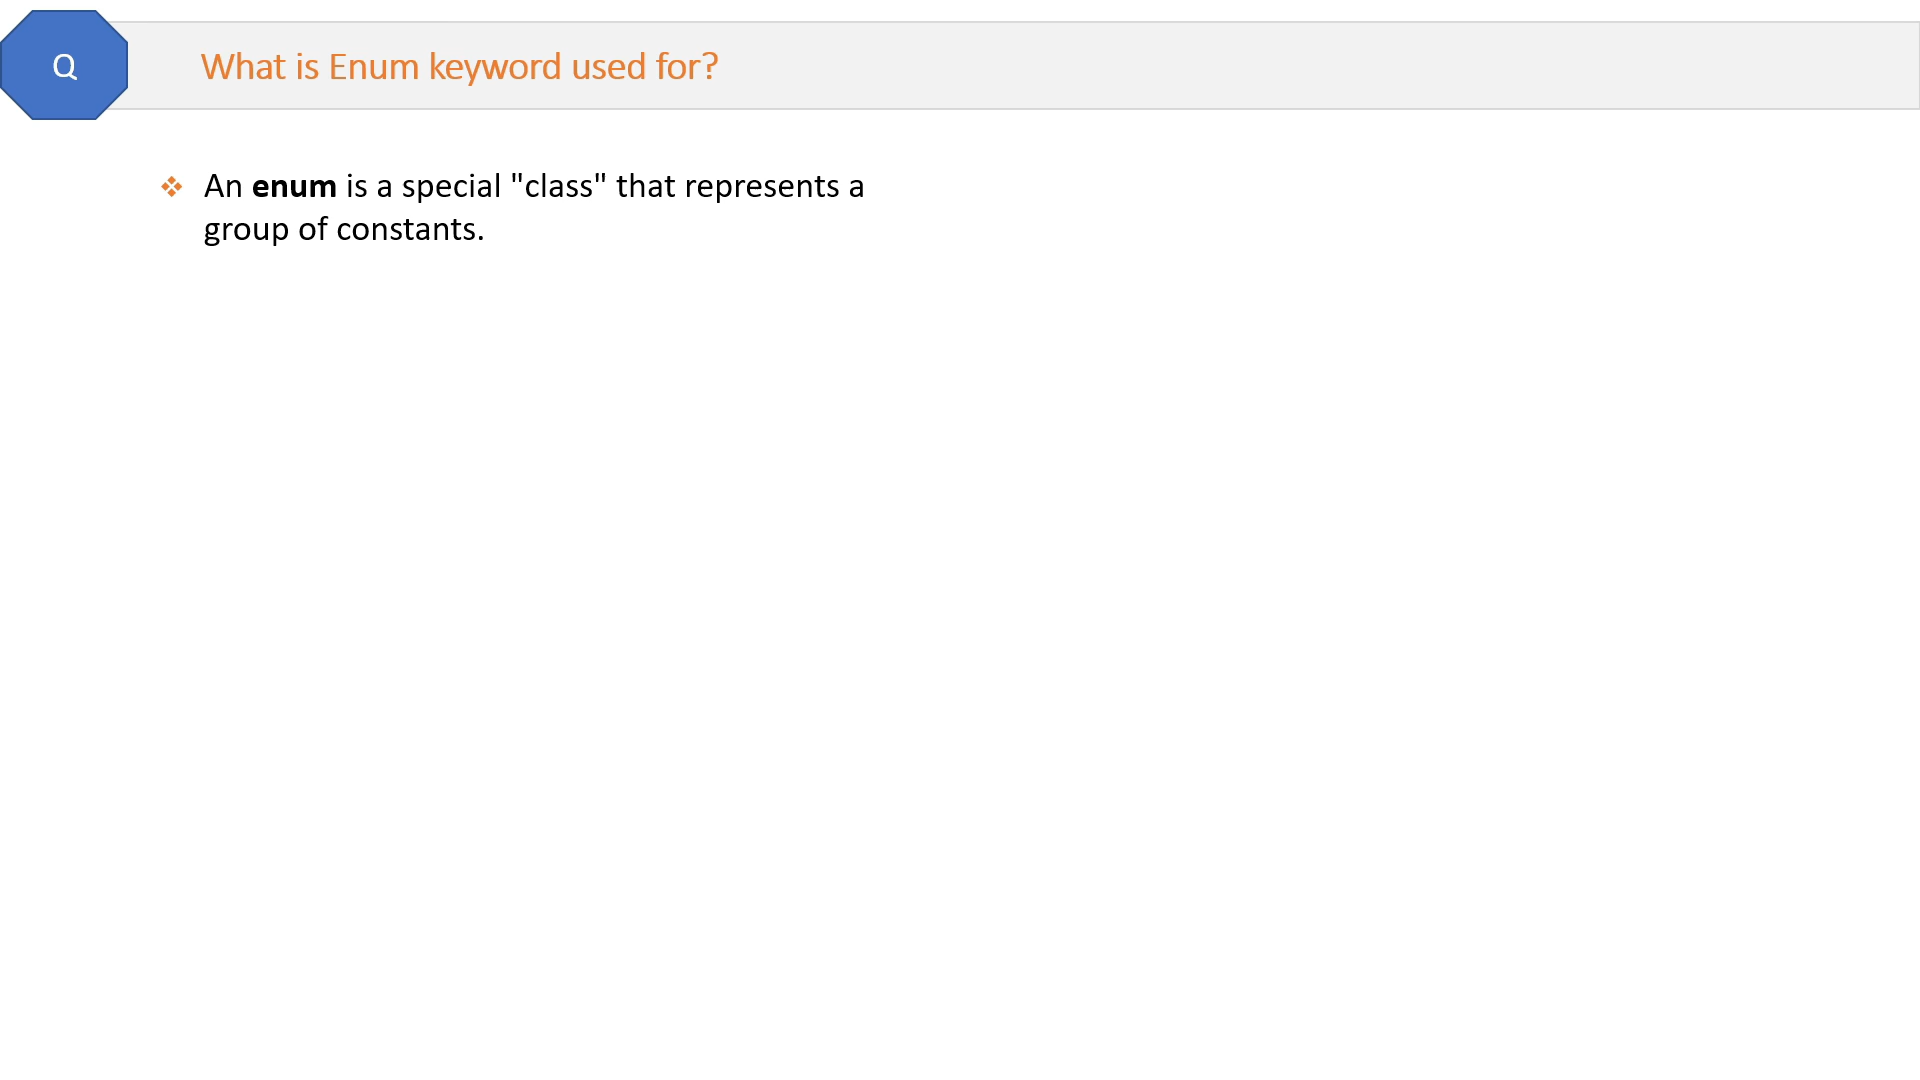 Q
What is Enum keyword used for?
An enum is a special "class" that represents a
group of constants.